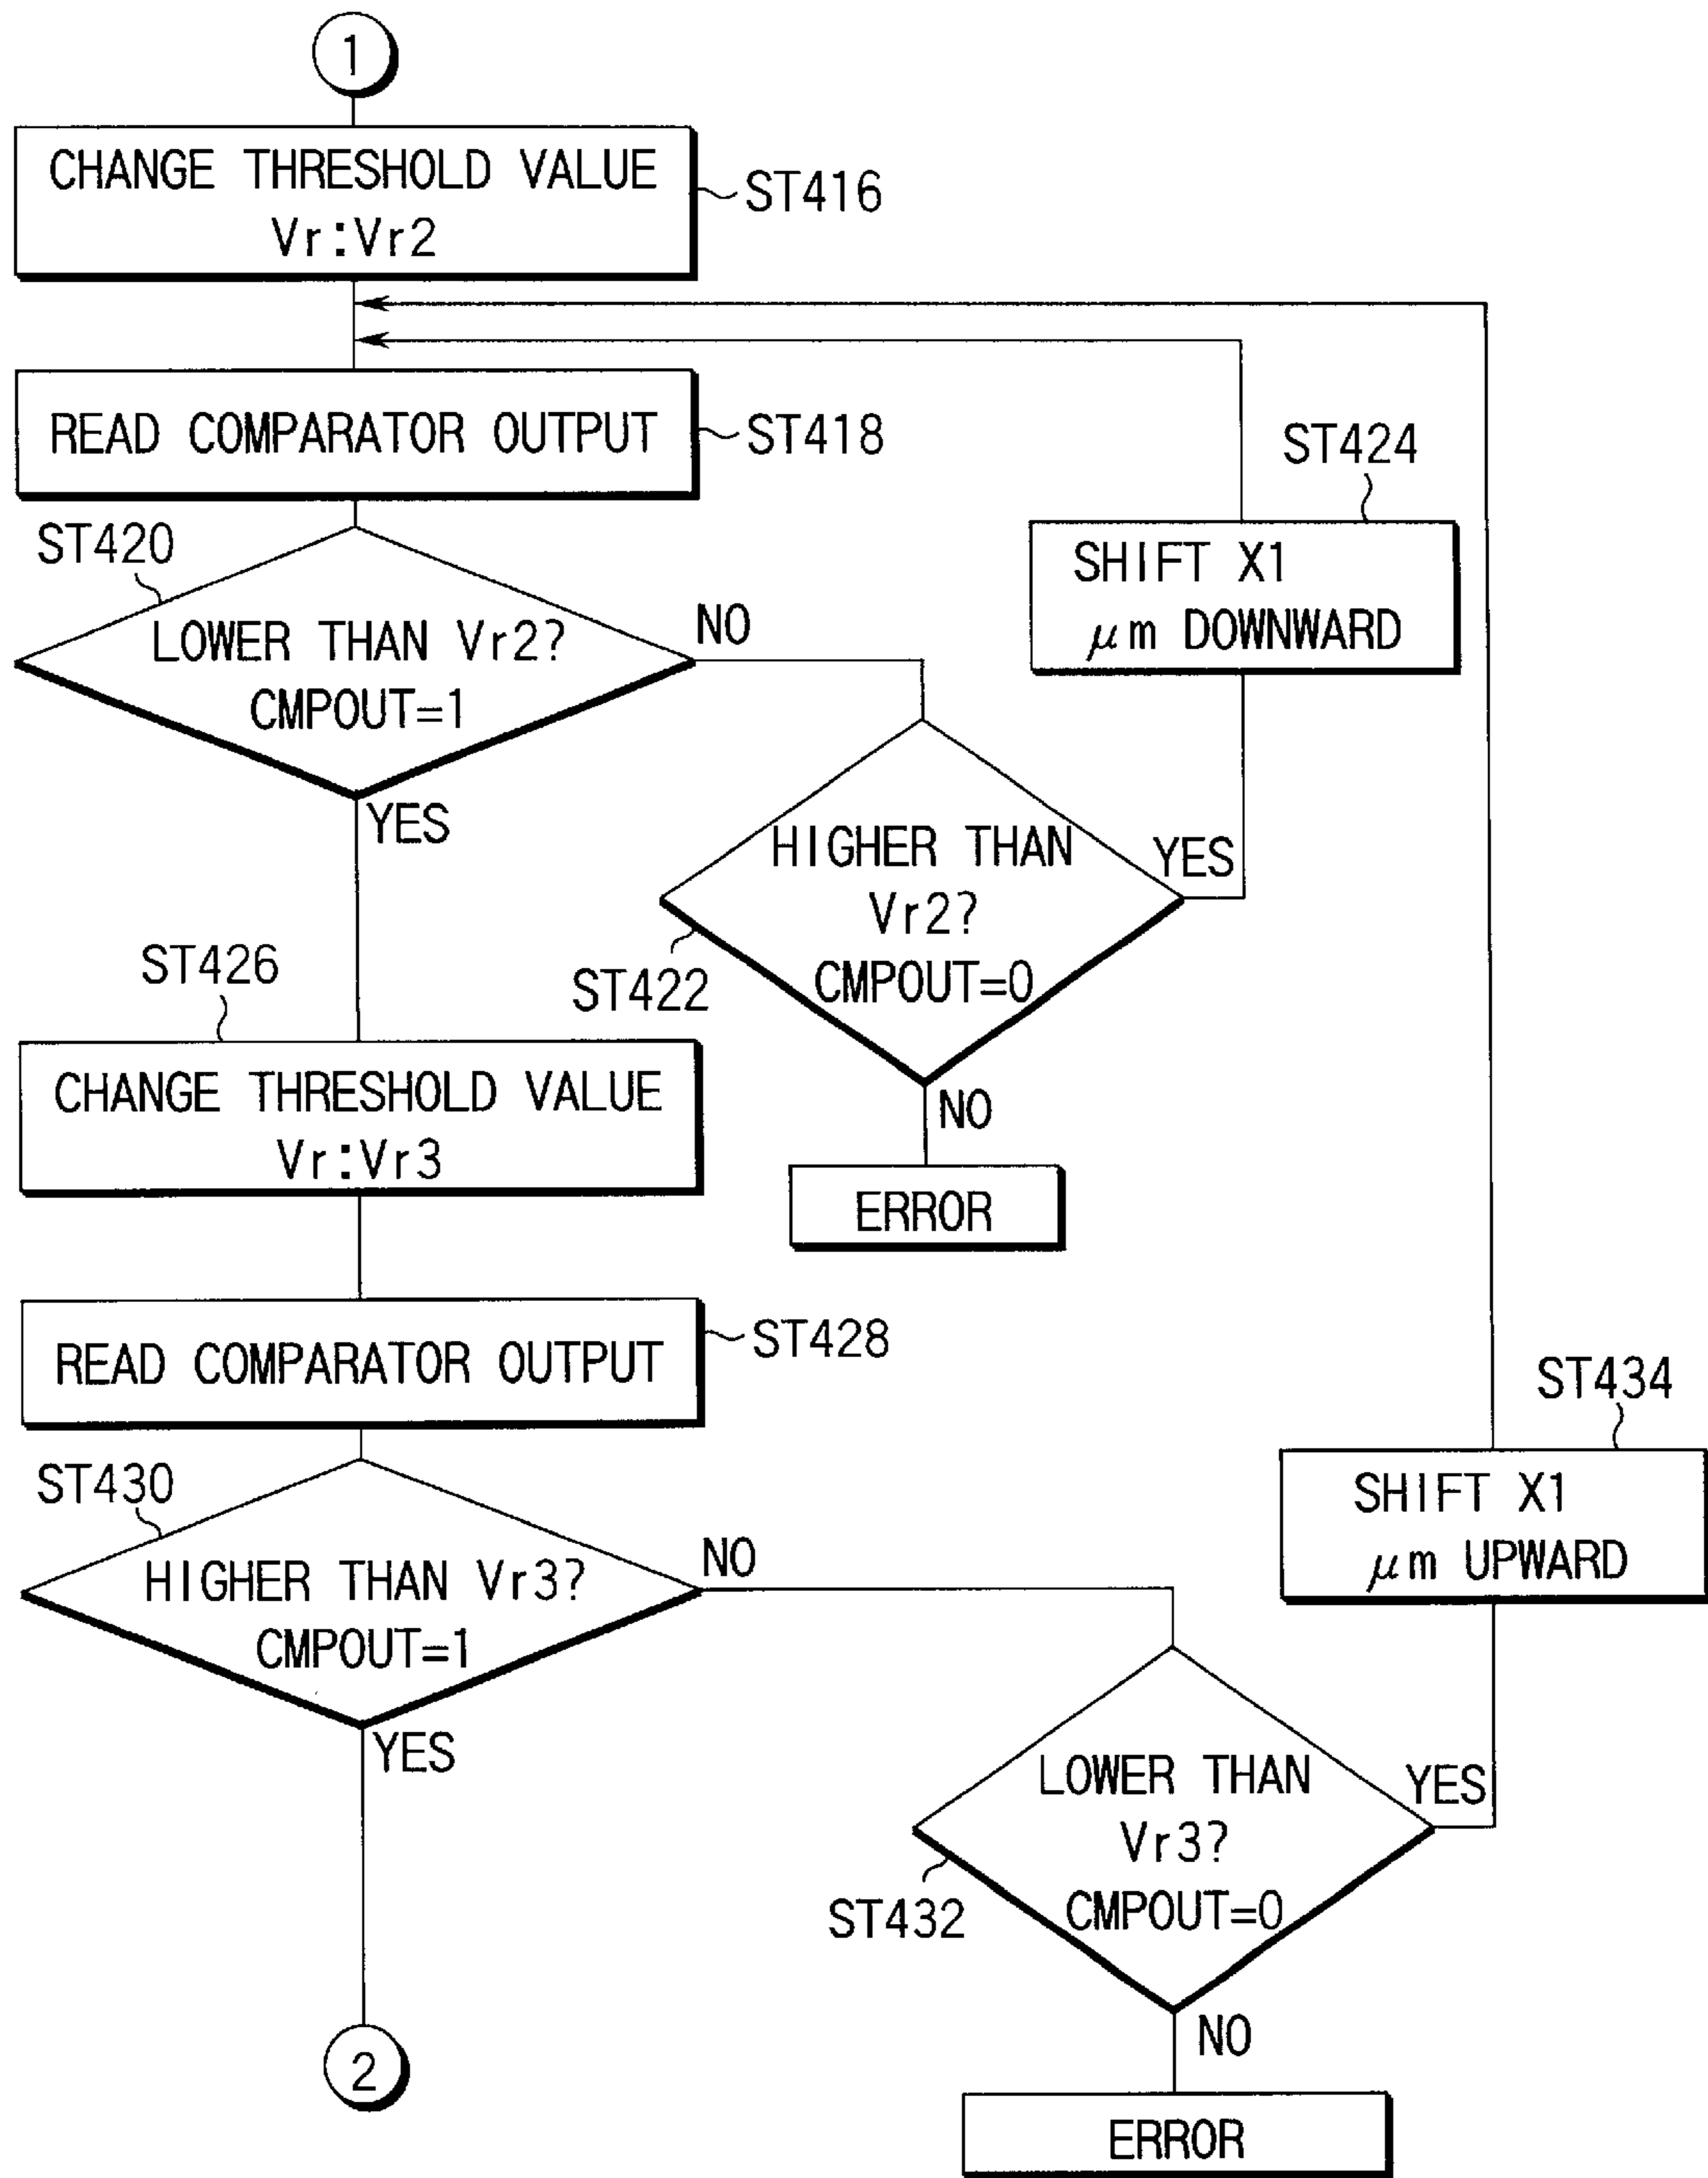 1
CHANGE THRESHOLD VALUE
Vr:Vr2
ST416
READ COMPARATOR OUTPUT
ST418
ST424
SHIFT X1
μm DOWNWARD
ST420
LOWER THAN Vr2?
CMPOUT=1
NO
YES
HIGHER THAN
Vr2?
CMPOUT=0
YES
ST422
NO
ERROR
ST426
CHANGE THRESHOLD VALUE
Vr:Vr3
READ COMPARATOR OUTPUT
ST428
ST434
SHIFT X1
μm UPWARD
ST430
HIGHER THAN Vr3?
CMPOUT=1
NO
YES
LOWER THAN
Vr3?
CMPOUT=0
YES
ST432
NO
ERROR
2